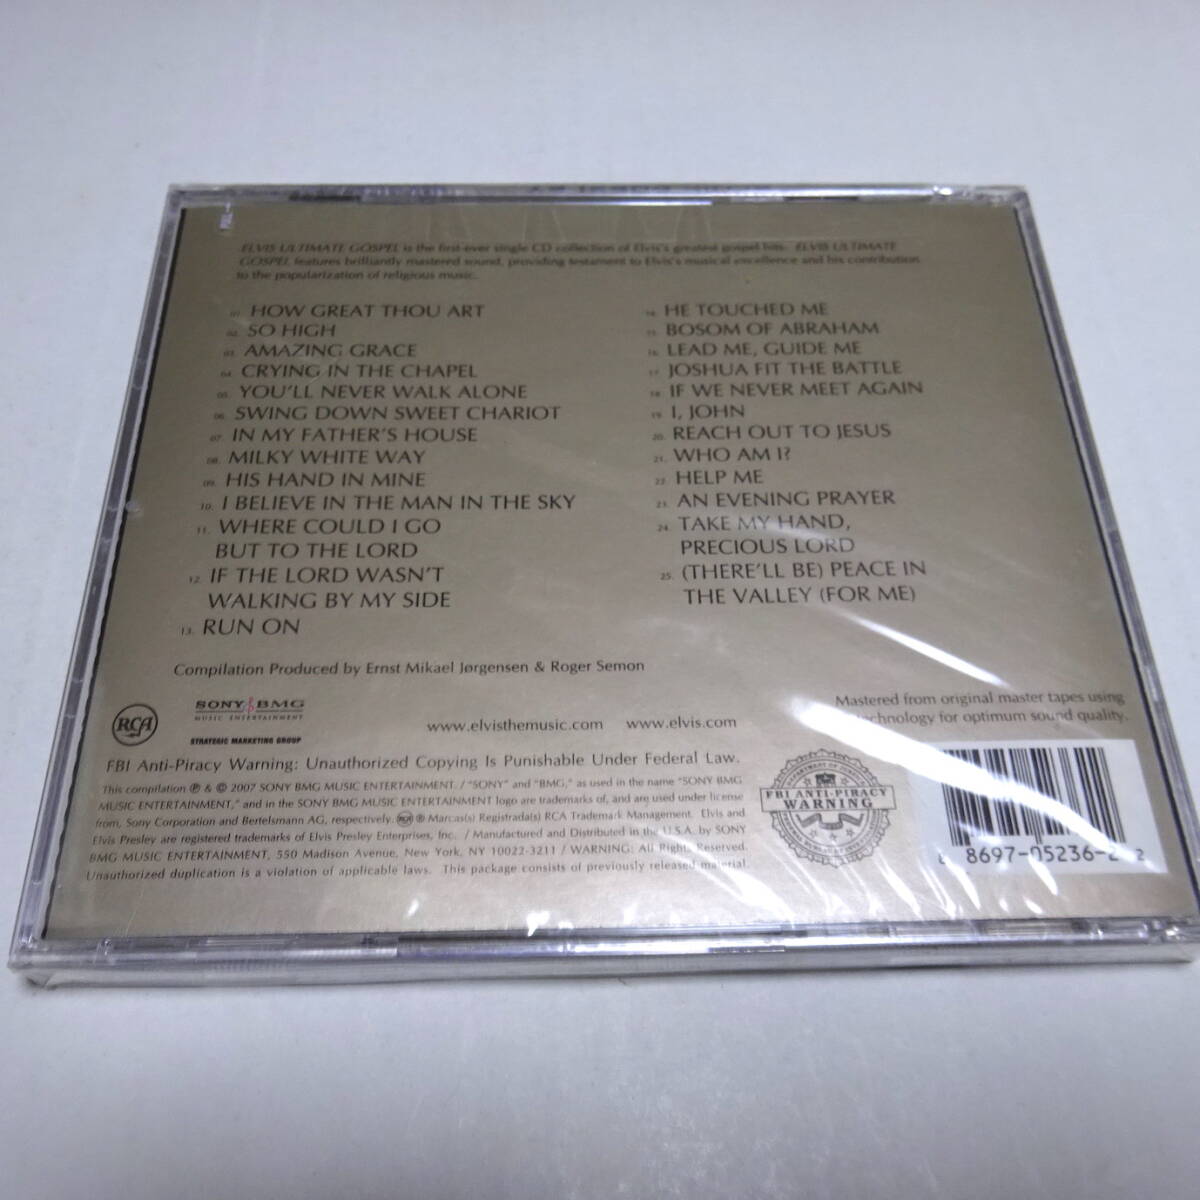 ELVIS ULTIMATE GOSPEL is the first-ever single CD collection of Elvis's greatest gospel hits. ELVIS ULTIMATE
GOSPEL features brilliantly mastered sound, providing testament to Elvis's musical excellence and his contribution
to the popularization of religious music.
01. HOW GREAT THOU ART
02. SO HIGH
03. AMAZING GRACE
04. CRYING IN THE CHAPEL
05. YOU'LL NEVER WALK ALONE
06. SWING DOWN SWEET CHARIOT
07. IN MY FATHER'S HOUSE
08. MILKY WHITE WAY
09. HIS HAND IN MINE
10. I BELIEVE IN THE MAN IN THE SKY
11. WHERE COULD I GO
BUT TO THE LORD
12. IF THE LORD WASN'T
WALKING BY MY SIDE
13. RUN ON
14. HE TOUCHED ME
15. BOSOM OF ABRAHAM
16. LEAD ME, GUIDE ME
17. JOSHUA FIT THE BATTLE
18. IF WE NEVER MEET AGAIN
19. I, JOHN
20. REACH OUT TO JESUS
21. WHO AM I?
22. HELP ME
23. AN EVENING PRAYER
24. TAKE MY HAND,
PRECIOUS LORD
25. (THERE'LL BE) PEACE IN
THE VALLEY (FOR ME)
Compilation Produced by Ernst Mikael Jørgensen & Roger Semon
RCA
SONY BMG
MUSIC ENTERTAINMENT
STRATEGIC MARKETING GROUP
www.elvisthemusic.com www.elvis.com
Mastered from original master tapes using
technology for optimum sound quality.
FBI Anti-Piracy Warning: Unauthorized Copying Is Punishable Under Federal Law.
This compilation ℗ & © 2007 SONY BMG MUSIC ENTERTAINMENT. / "SONY" and "BMG," as used in the name "SONY BMG
MUSIC ENTERTAINMENT," and in the SONY BMG MUSIC ENTERTAINMENT logo are trademarks of, and are used under license
from, Sony Corporation and Bertelsmann AG, respectively. RCA ® Marcas(s) Registrada(s) RCA Trademark Management. Elvis and
Elvis Presley are registered trademarks of Elvis Presley Enterprises, Inc. / Manufactured and Distributed in the U.S.A. by SONY
BMG MUSIC ENTERTAINMENT, 550 Madison Avenue, New York, NY 10022-3211 / WARNING: All Rights Reserved.
Unauthorized duplication is a violation of applicable laws. This package consists of previously released material.
FBI ANTI-PIRACY
WARNING
8 8697-05236-2 2